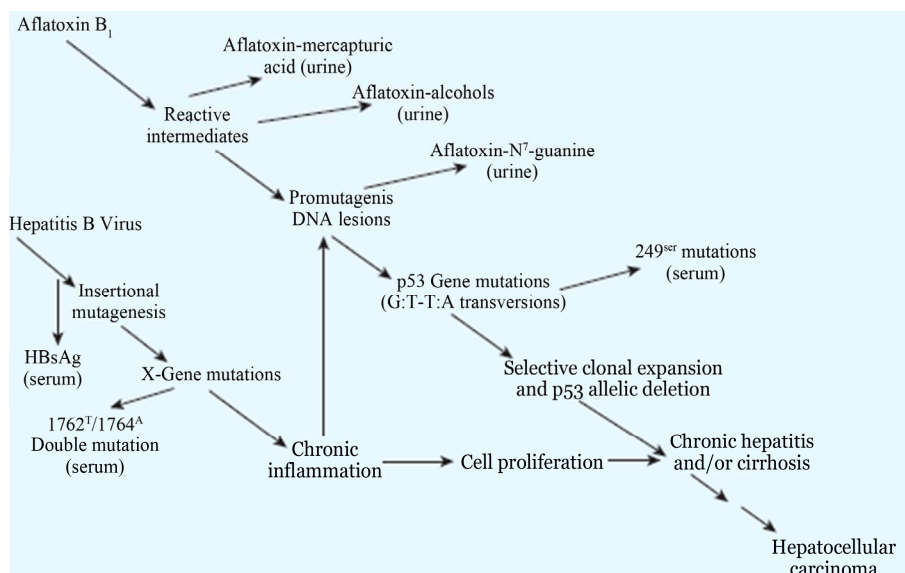 Aflatoxin B1
Aflatoxin-mercapturic
acid (urine)
Aflatoxin-alcohols
(urine)
Reactive
intermediates
Aflatoxin-N⁷-guanine
(urine)
Promutagenis
DNA lesions
Hepatitis B Virus
249ˢᵉʳ mutations
(serum)
p53 Gene mutations
(G:T-T:A transversions)
Insertional
mutagenesis
HBsAg
(serum)
X-Gene mutations
Selective clonal expansion
and p53 allelic deletion
1762ᵀ/1764ᴬ
Double mutation
(serum)
Chronic
inflammation
Cell proliferation
Chronic hepatitis
and/or cirrhosis
Hepatocellular
carcinoma